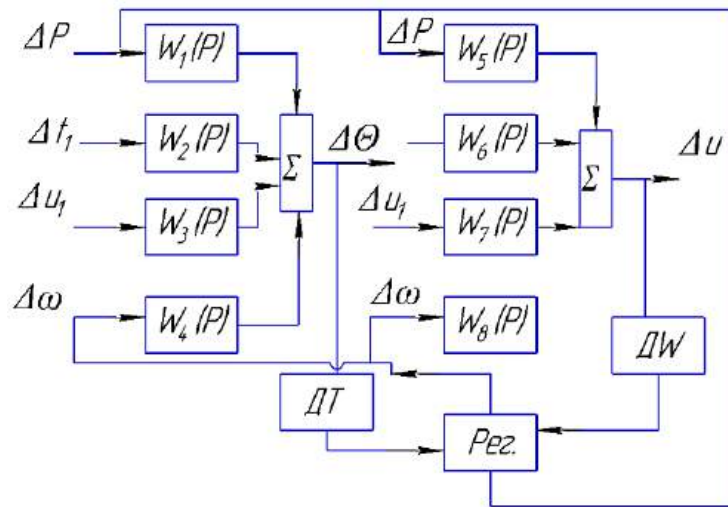 ΔP
W₁(P)
ΔP
W₅(P)
Δt₁
W₂(P)
Σ
ΔΘ
W₆(P)
Σ
Δu
Δu₁
W₃(P)
Δu₁
W₇(P)
Δω
W₄(P)
Δω
W₈(P)
ДW
ДТ
Рег.